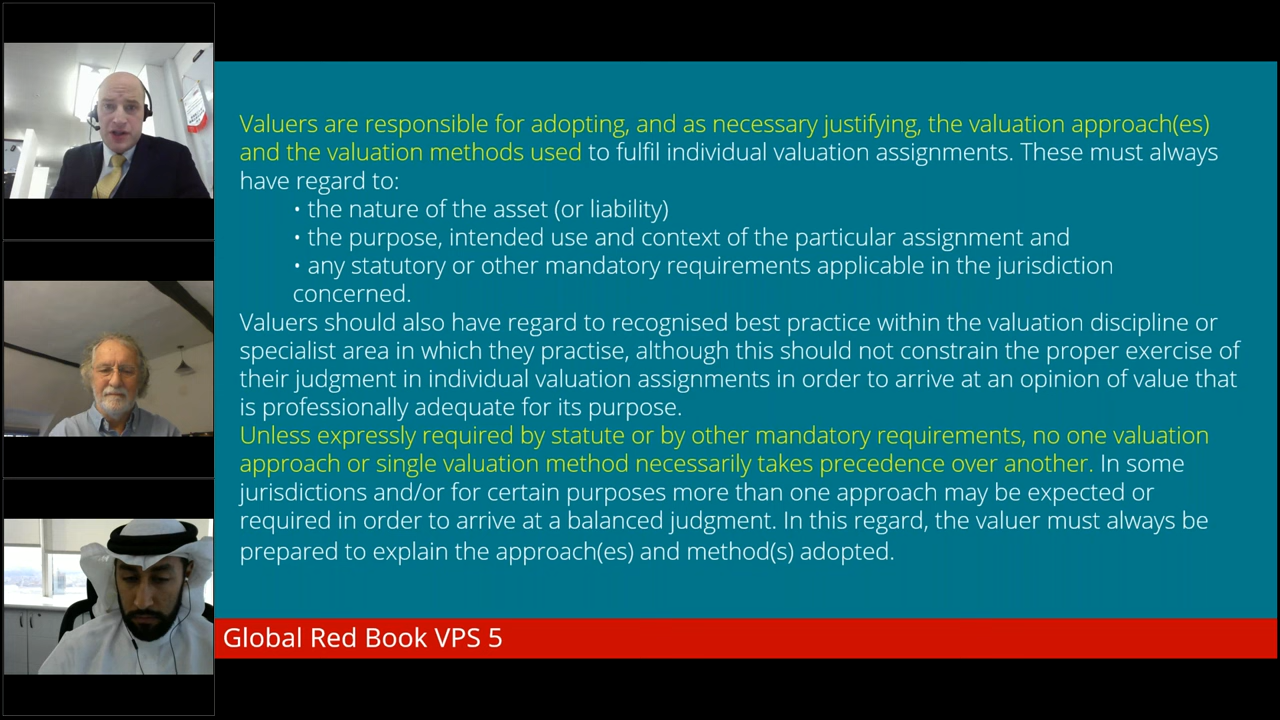 Valuers are responsible for adopting, and as necessary justifying, the valuation approach(es)
and the valuation methods used to fulfil individual valuation assignments. These must always
have regard to:
• the nature of the asset (or liability)
• the purpose, intended use and context of the particular assignment and
• any statutory or other mandatory requirements applicable in the jurisdiction
concerned.
Valuers should also have regard to recognised best practice within the valuation discipline or
specialist area in which they practise, although this should not constrain the proper exercise of
their judgment in individual valuation assignments in order to arrive at an opinion of value that
is professionally adequate for its purpose.
Unless expressly required by statute or by other mandatory requirements, no one valuation
approach or single valuation method necessarily takes precedence over another. In some
jurisdictions and/or for certain purposes more than one approach may be expected or
required in order to arrive at a balanced judgment. In this regard, the valuer must always be
prepared to explain the approach(es) and method(s) adopted.
Global Red Book VPS 5